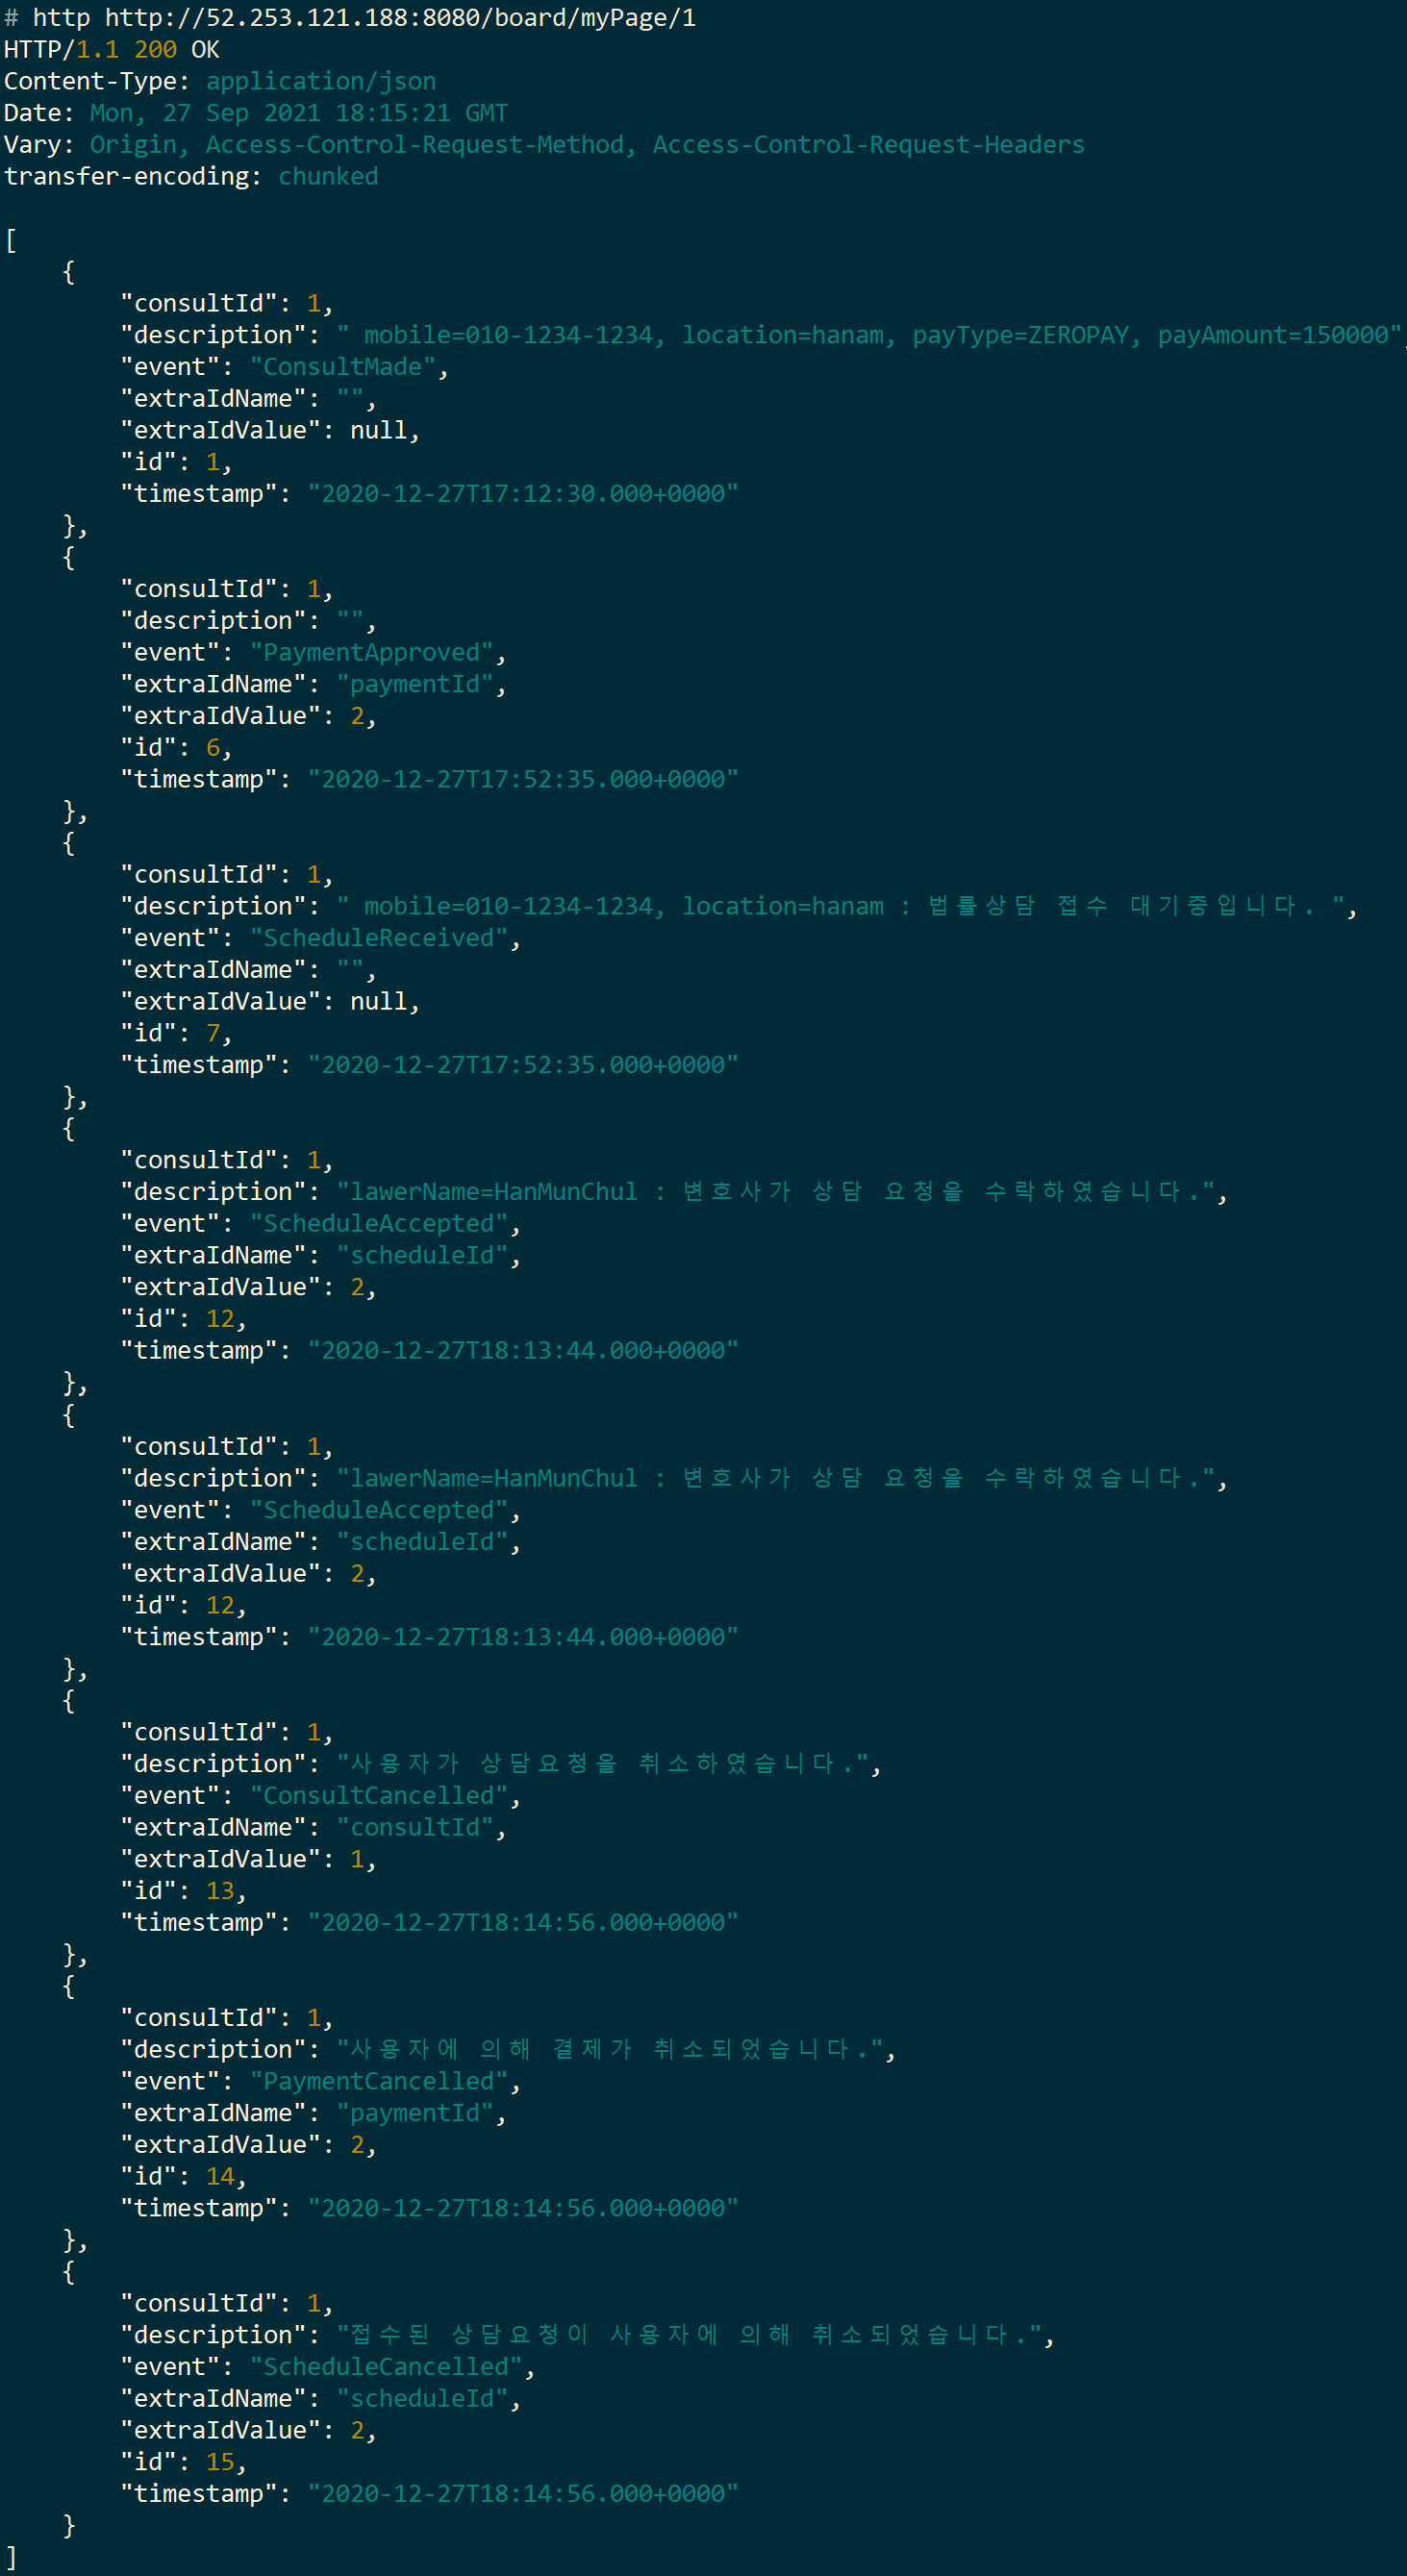 # http http://52.253.121.188:8080/board/myPage/1
HTTP/1.1 200 OK
Content-Type: application/json
Date: Mon, 27 Sep 2021 18:15:21 GMT
Vary: Origin, Access-Control-Request-Method, Access-Control-Request-Headers
transfer-encoding: chunked

[
    {
        "consultId": 1,
        "description": " mobile=010-1234-1234, location=hanam, payType=ZEROPAY, payAmount=150000",
        "event": "ConsultMade",
        "extraIdName": "",
        "extraIdValue": null,
        "id": 1,
        "timestamp": "2020-12-27T17:12:30.000+0000"
    },
    {
        "consultId": 1,
        "description": "",
        "event": "PaymentApproved",
        "extraIdName": "paymentId",
        "extraIdValue": 2,
        "id": 6,
        "timestamp": "2020-12-27T17:52:35.000+0000"
    },
    {
        "consultId": 1,
        "description": " mobile=010-1234-1234, location=hanam : 법률상담 접수 대기중입니다. ",
        "event": "ScheduleReceived",
        "extraIdName": "",
        "extraIdValue": null,
        "id": 7,
        "timestamp": "2020-12-27T17:52:35.000+0000"
    },
    {
        "consultId": 1,
        "description": "lawerName=HanMunChul : 변호사가 상담 요청을 수락하였습니다.",
        "event": "ScheduleAccepted",
        "extraIdName": "scheduleId",
        "extraIdValue": 2,
        "id": 12,
        "timestamp": "2020-12-27T18:13:44.000+0000"
    },
    {
        "consultId": 1,
        "description": "lawerName=HanMunChul : 변호사가 상담 요청을 수락하였습니다.",
        "event": "ScheduleAccepted",
        "extraIdName": "scheduleId",
        "extraIdValue": 2,
        "id": 12,
        "timestamp": "2020-12-27T18:13:44.000+0000"
    },
    {
        "consultId": 1,
        "description": "사용자가 상담요청을 취소하였습니다.",
        "event": "ConsultCancelled",
        "extraIdName": "consultId",
        "extraIdValue": 1,
        "id": 13,
        "timestamp": "2020-12-27T18:14:56.000+0000"
    },
    {
        "consultId": 1,
        "description": "사용자에 의해 결제가 취소되었습니다.",
        "event": "PaymentCancelled",
        "extraIdName": "paymentId",
        "extraIdValue": 2,
        "id": 14,
        "timestamp": "2020-12-27T18:14:56.000+0000"
    },
    {
        "consultId": 1,
        "description": "접수된 상담요청이 사용자에 의해 취소되었습니다.",
        "event": "ScheduleCancelled",
        "extraIdName": "scheduleId",
        "extraIdValue": 2,
        "id": 15,
        "timestamp": "2020-12-27T18:14:56.000+0000"
    }
]